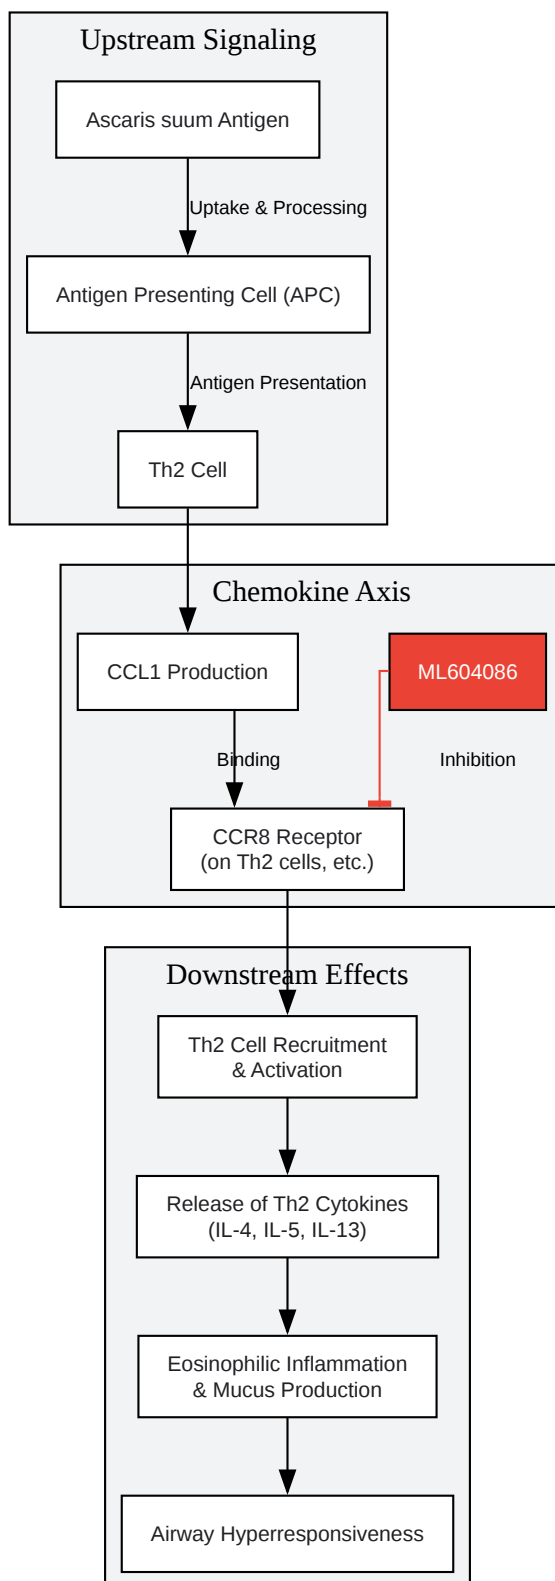 Upstream Signaling
Ascaris suum Antigen
Uptake & Processing
Antigen Presenting Cell (APC)
Antigen Presentation
Th2 Cell
Chemokine Axis
CCL1 Production
ML604086
Binding
Inhibition
CCR8 Receptor
(on Th2 cells, etc.)
Downstream Effects
Th2 Cell Recruitment
& Activation
Release of Th2 Cytokines
(IL-4, IL-5, IL-13)
Eosinophilic Inflammation
& Mucus Production
Airway Hyperresponsiveness